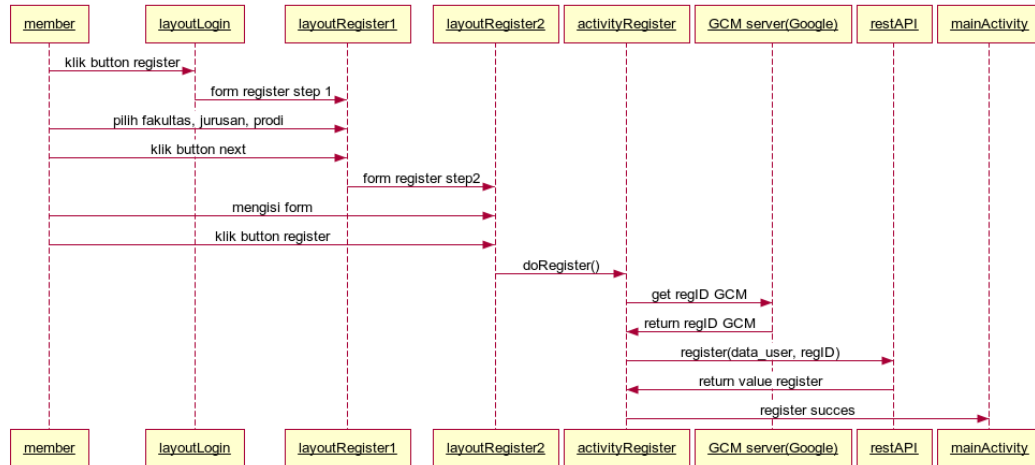 member layoutLogin layoutRegister1 layoutRegister2 activityRegister GCM server(Google) restAPI mainActivity
klik button register
form register step 1
pilih fakultas, jurusan, prodi
klik button next
form register step2
mengisi form
klik button register
doRegister()
get regID GCM
return regID GCM
register(data_user, regID)
return value register
register succes
member layoutLogin layoutRegister1 layoutRegister2 activityRegister GCM server(Google) restAPI mainActivity